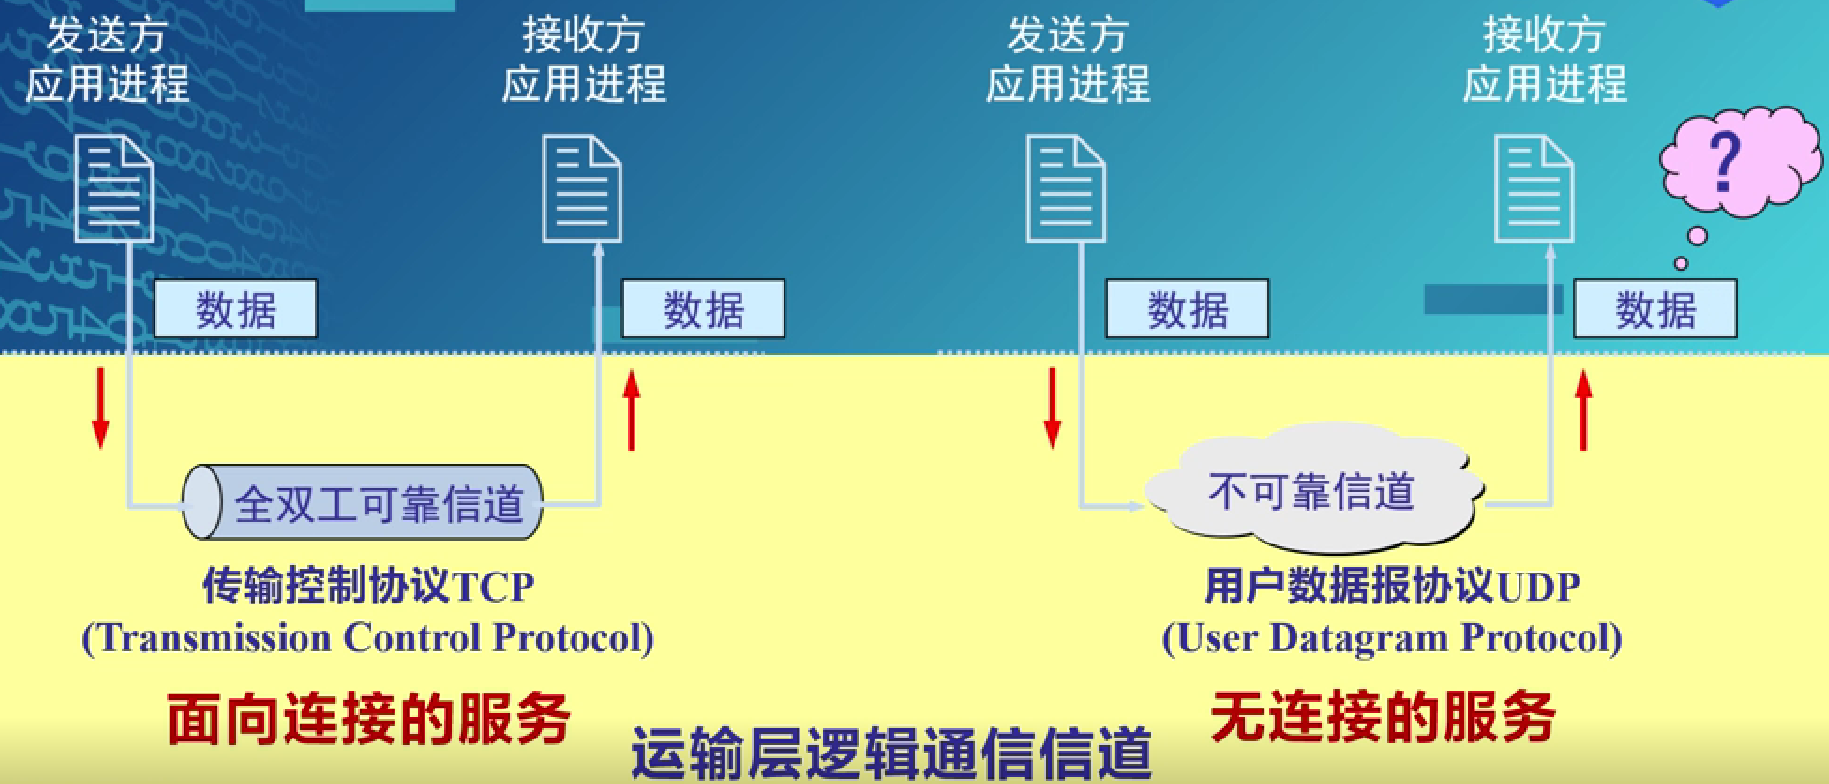 发送方
应用进程
接收方
应用进程
发送方
应用进程
接收方
应用进程
?
数据
数据
数据
数据
全双工可靠信道
不可靠信道
传输控制协议TCP
(Transmission Control Protocol)
用户数据报协议UDP
(User Datagram Protocol)
面向连接的服务
无连接的服务
运输层逻辑通信信道